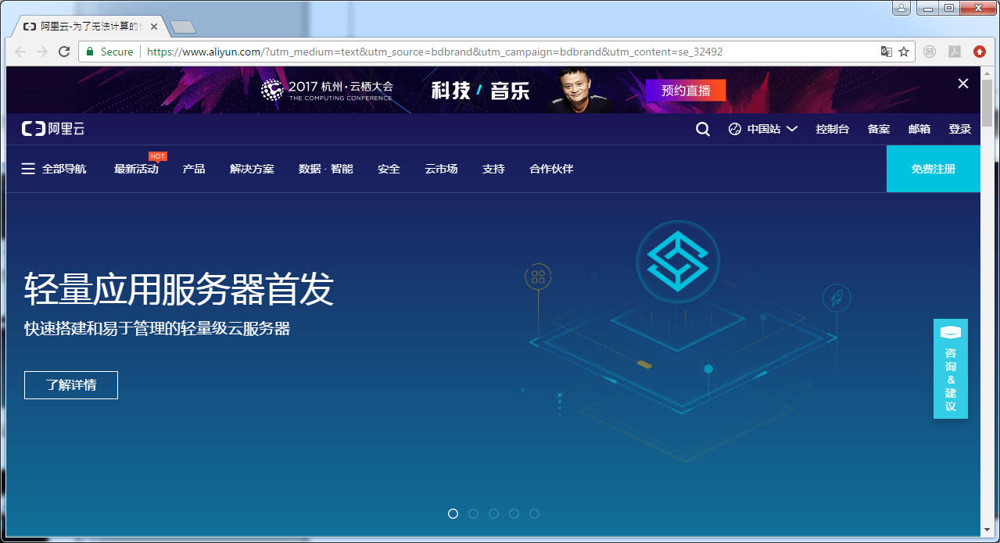 阿里云-为了无法计算的
Secure
https://www.aliyun.com/?utm_medium=text&utm_source=bdbrand&utm_campaign=bdbrand&utm_content=se_32492
2017 杭州·云栖大会
THE COMPUTING CONFERENCE
科技 / 音乐
预约直播
阿里云
中国站
控制台
备案
邮箱
登录
全部导航
最新活动
HOT
产品
解决方案
数据 · 智能
安全
云市场
支持
合作伙伴
免费注册
轻量应用服务器首发
快速搭建和易于管理的轻量级云服务器
了解详情
咨
询
&
建
议